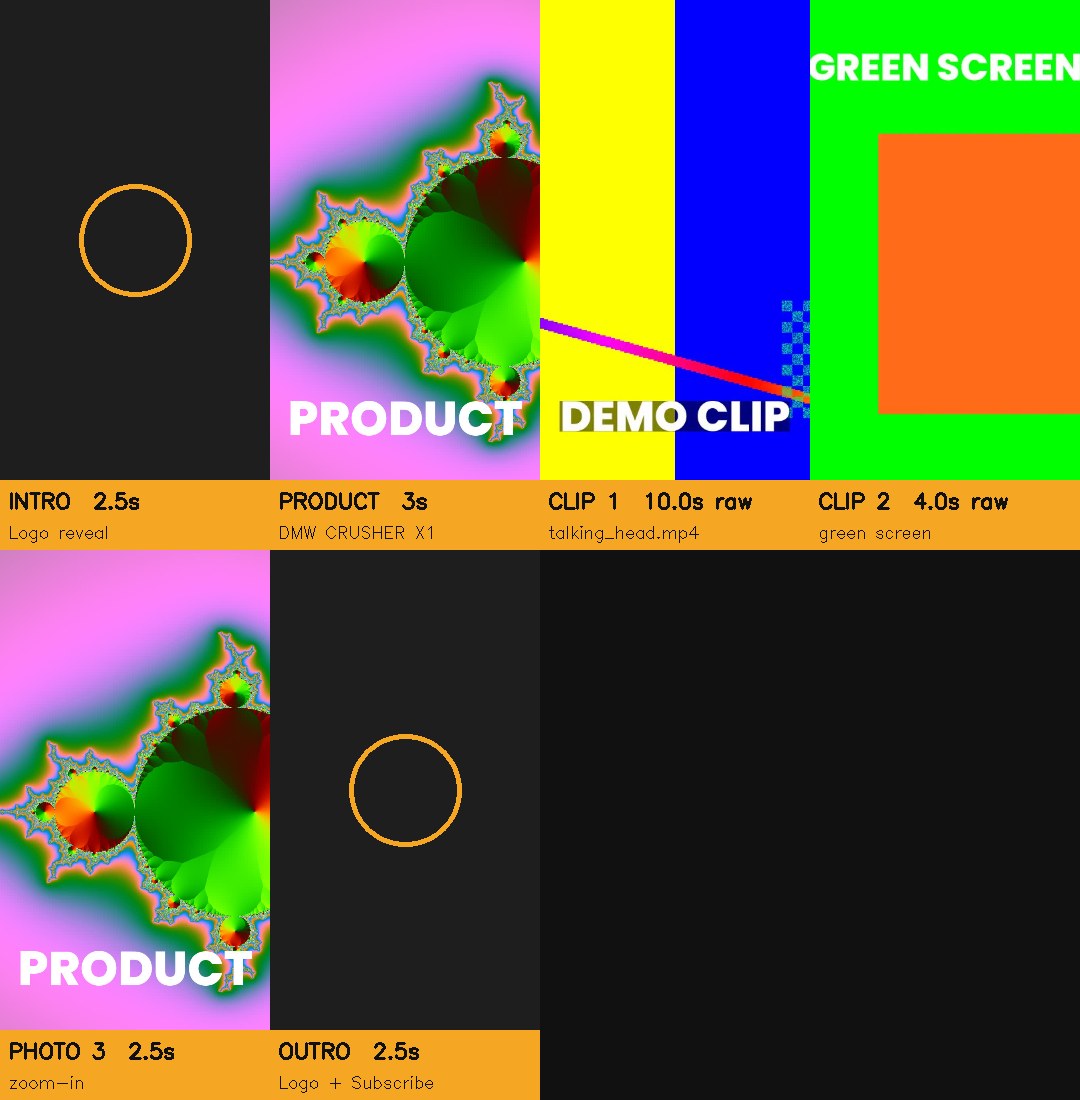 GREEN SCREEN
PRODUCT
DEMO CLIP
INTRO 2.5s
Logo reveal
PRODUCT 3s
DMW CRUSHER X1
CLIP 1 10.0s raw
talking_head.mp4
CLIP 2 4.0s raw
green screen
PRODUCT
PHOTO 3 2.5s
zoom-in
OUTRO 2.5s
Logo + Subscribe